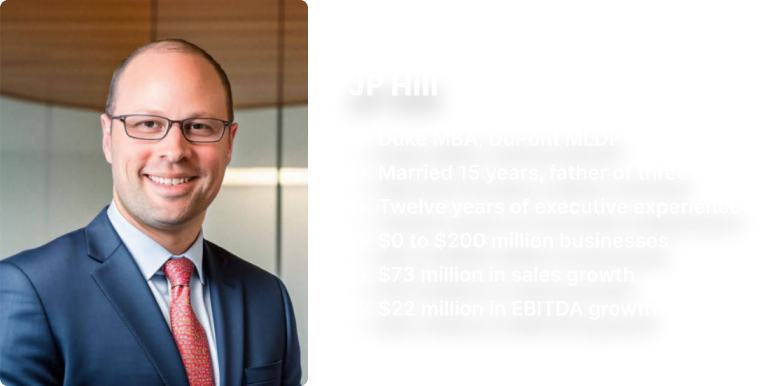 JP Hill
Duke MBA, DuPont MLDP
Married 15 years, father of three
Twelve years of executive experience
$0 to $200 million businesses
$73 million in sales growth
$22 million in EBITDA growth